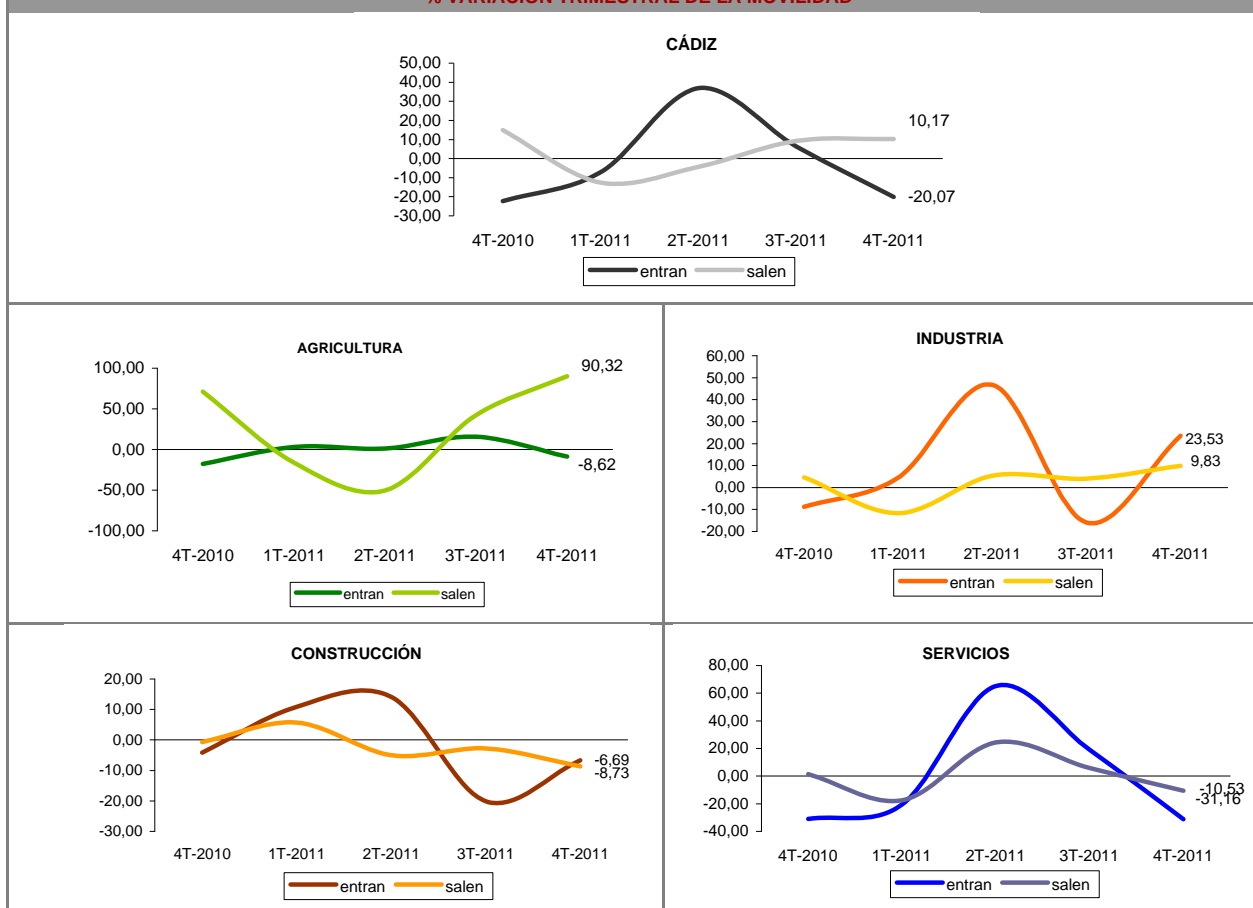 % VARIACIÓN TRIMESTRAL DE LA MOVILIDAD
CÁDIZ
50,00
40,00
30,00
20,00
10,00
0,00
-10,00
-20,00
-30,00
10,17
-20,07
4T-2010 1T-2011 2T-2011 3T-2011 4T-2011
entran salen
AGRICULTURA
100,00
50,00
0,00
-50,00
-100,00
90,32
-8,62
4T-2010 1T-2011 2T-2011 3T-2011 4T-2011
entran salen
INDUSTRIA
60,00
50,00
40,00
30,00
20,00
10,00
0,00
-10,00
-20,00
23,53
9,83
4T-2010 1T-2011 2T-2011 3T-2011 4T-2011
entran salen
CONSTRUCCIÓN
20,00
10,00
0,00
-10,00
-20,00
-30,00
-6,69
-8,73
4T-2010 1T-2011 2T-2011 3T-2011 4T-2011
entran salen
SERVICIOS
80,00
60,00
40,00
20,00
0,00
-20,00
-40,00
-10,53
-31,16
4T-2010 1T-2011 2T-2011 3T-2011 4T-2011
entran salen